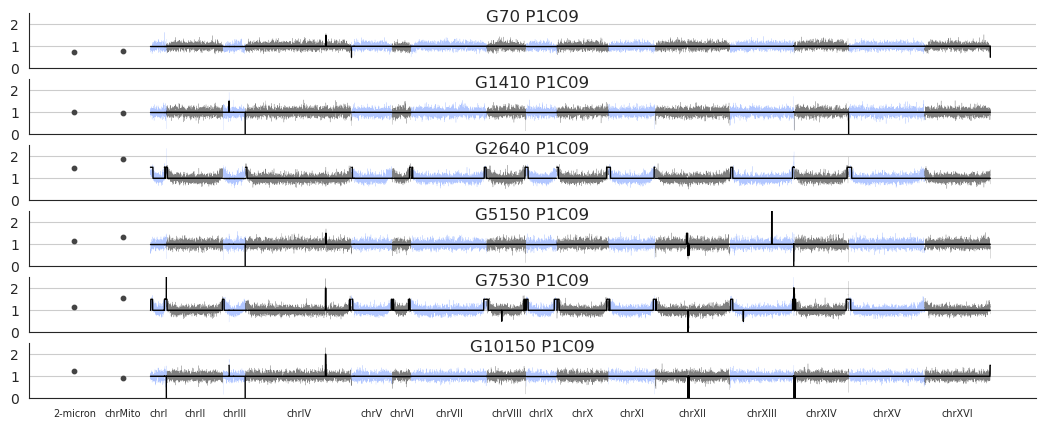 G70 P1C09
2
1
0
G1410 P1C09
2
1
0
G2640 P1C09
2
1
0
G5150 P1C09
2
1
0
G7530 P1C09
2
1
0
G10150 P1C09
2
1
0
2-micron chrMito chrI chrII chrIII chrIV chrV chrVI chrVII chrVIII chrIX chrX chrXI chrXII chrXIII chrXIV chrXV chrXVI